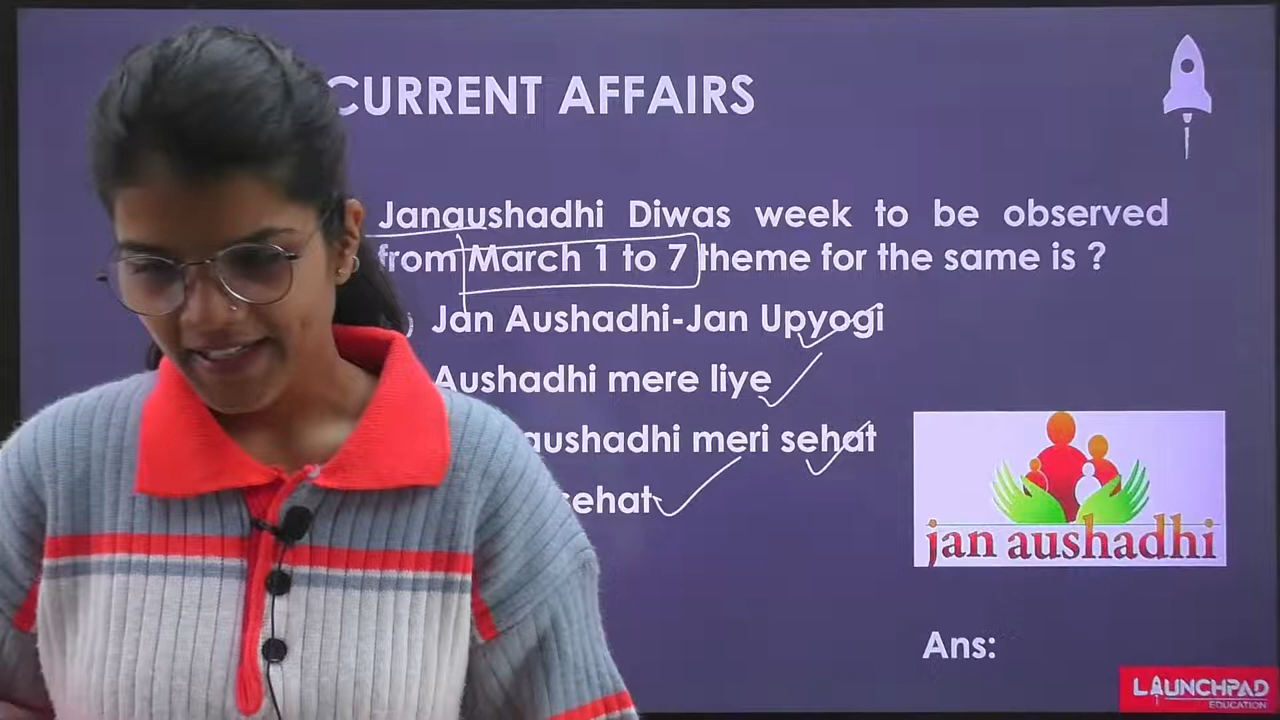 CURRENT AFFAIRS
Janaushadhi Diwas week to be observed
from March 1 to 7 theme for the same is ?
Jan Aushadhi-Jan Upyogi
Aushadhi mere liye
aushadhi meri sehat
sehat
jan aushadhi
Ans:
LAUNCHPAD
EDUCATION